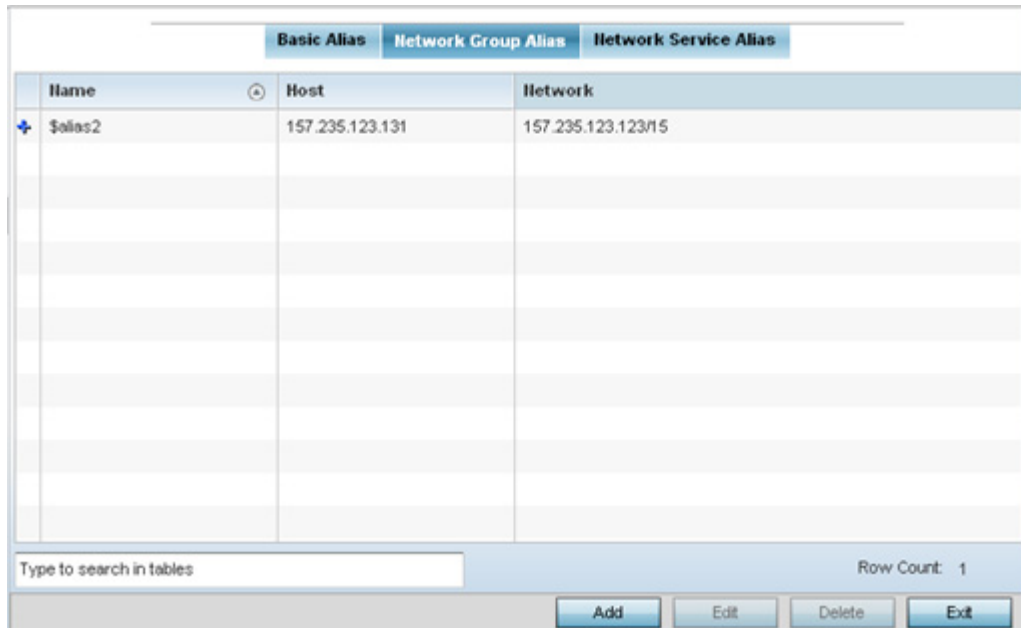 Basic Alias Network Group Alias Network Service Alias
Name Host Network
$alias2 157.235.123.131 157.235.123.123/15
Type to search in tables Row Count: 1
Add Edit Delete Exit